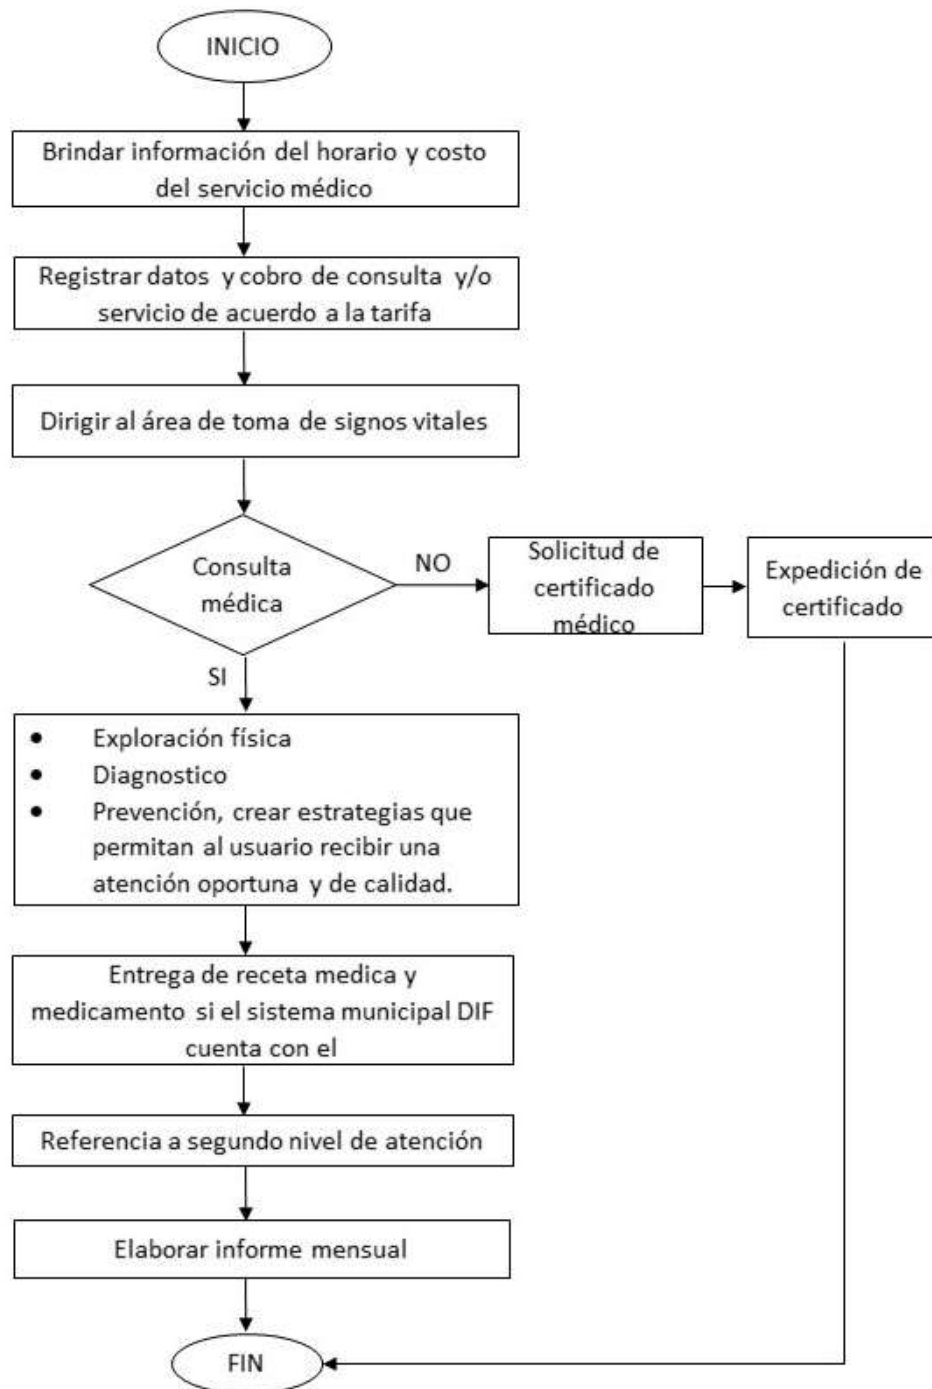 INICIO
Brindar información del horario y costo
del servicio médico
Registrar datos y cobro de consulta y/o
servicio de acuerdo a la tarifa
Dirigir al área de toma de signos vitales
Consulta
médica
NO
Solicitud de
certificado
médico
Expedición de
certificado
SI
• Exploración física
• Diagnostico
• Prevención, crear estrategias que
permitan al usuario recibir una
atención oportuna y de calidad.
Entrega de receta medica y
medicamento si el sistema municipal DIF
cuenta con el
Referencia a segundo nivel de atención
Elaborar informe mensual
FIN